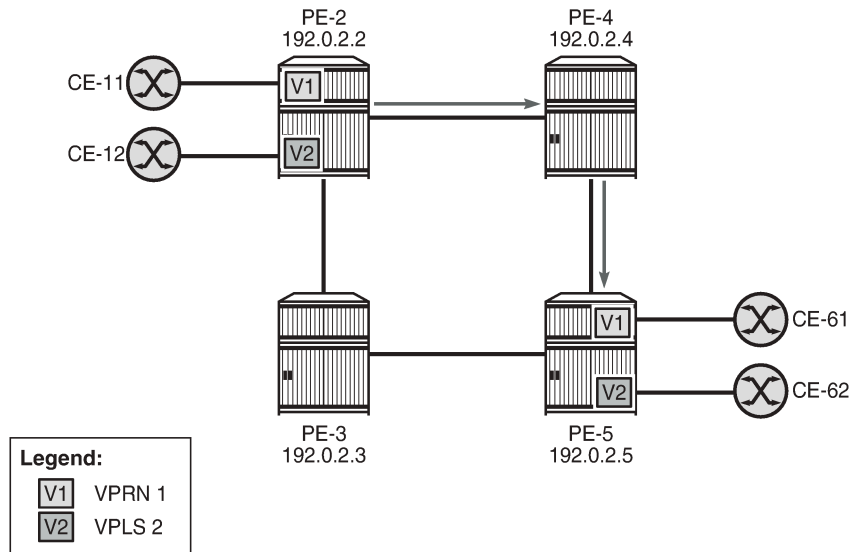 PE-2
192.0.2.2
PE-4
192.0.2.4
CE-11
V1
CE-12
V2
V1
CE-61
V2
CE-62
PE-3
192.0.2.3
PE-5
192.0.2.5
Legend:
V1 VPRN 1
V2 VPLS 2